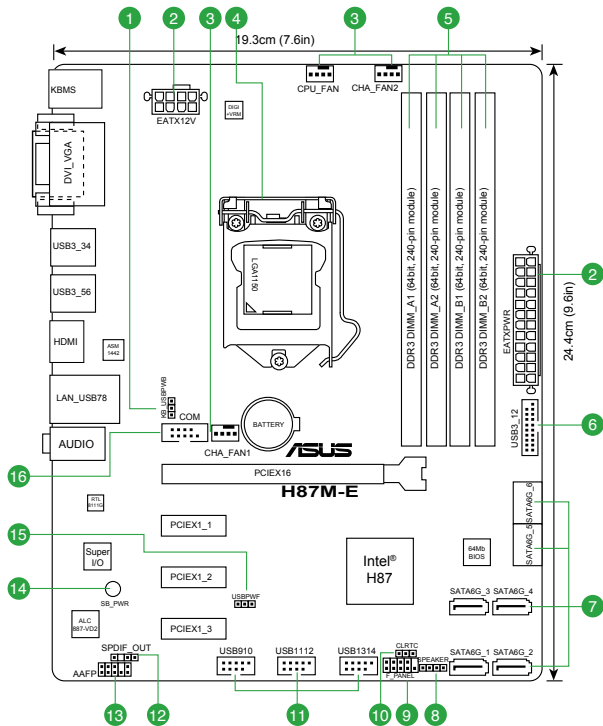 1 2 3 4 3 5
19.3cm (7.6in)
KBMS
CPU_FAN
CHA_FAN2
EATX12V
DIGI
+VRM
DVI_VGA
USB3_34
USB3_56
HDMI
ASM
1442
LAN_USB78
AUDIO
LGA1150
DDR3 DIMM_A1 (64bit, 240-pin module)
DDR3 DIMM_A2 (64bit, 240-pin module)
DDR3 DIMM_B1 (64bit, 240-pin module)
DDR3 DIMM_B2 (64bit, 240-pin module)
EATXPWR
2
24.4cm (9.6in)
KB_USBPWB
COM
CHA_FAN1
BATTERY
ASUS
USB3_12
6
16
PCIEX16
H87M-E
RTL
8111G
PCIEX1_1
SATA6G_6
SATA6G_5
15
Super
I/O
PCIEX1_2
Intel®
H87
64Mb
BIOS
14
SB_PWR
USBPWF
SATA6G_3
SATA6G_4
7
ALC
887-VD2
PCIEX1_3
SPDIF_OUT
AAFP
USB910
USB1112
USB1314
CLRTC
SPEAKER
F_PANEL
SATA6G_1
SATA6G_2
13 12 11 10 9 8